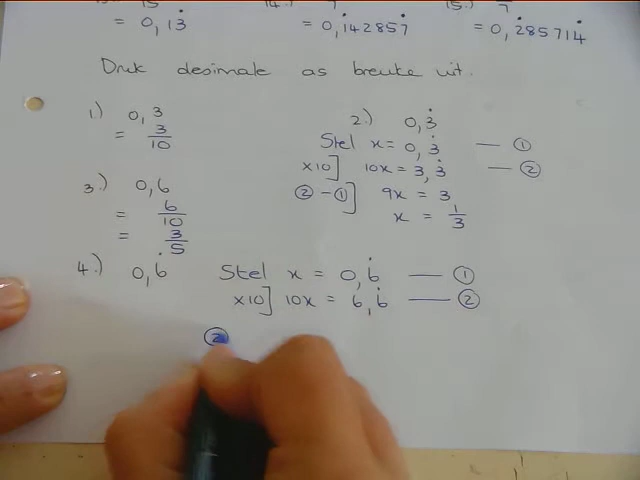 15.)
= 0,13̇
= 0,1̇42857̇
= 0,2̇85714̇
Druk desimale as breuke uit.
1.) 0,3
= 3/10
2.) 0,3̇
Stel x = 0,3̇ — ①
×10] 10x = 3,3̇ — ②
② - ①] 9x = 3
x = 1/3
3.) 0,6
= 6/10
= 3/5
4.) 0,6̇ Stel x = 0,6̇ — ①
×10] 10x = 6,6̇ — ②
②